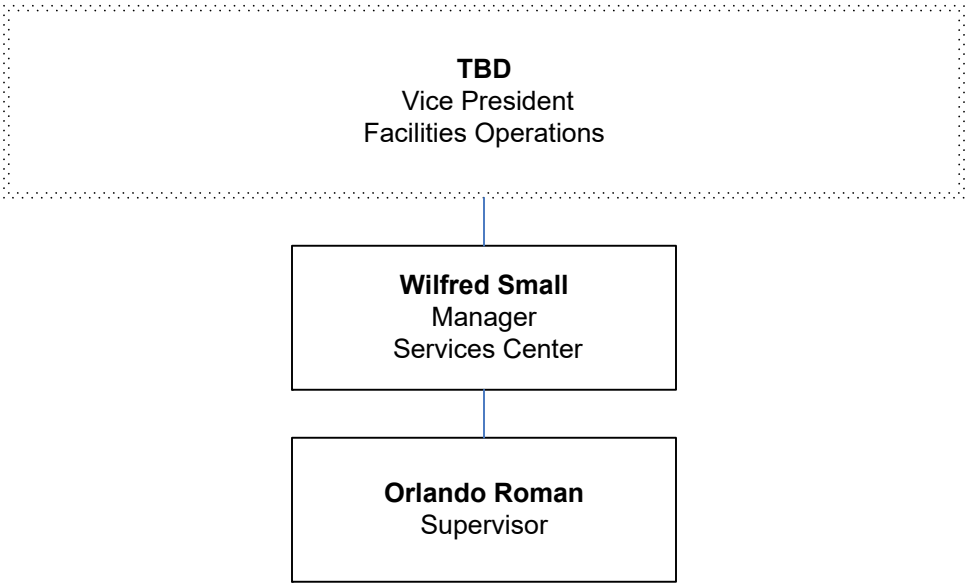 TBD
Vice President
Facilities Operations
Wilfred Small
Manager
Services Center
Orlando Roman
Supervisor